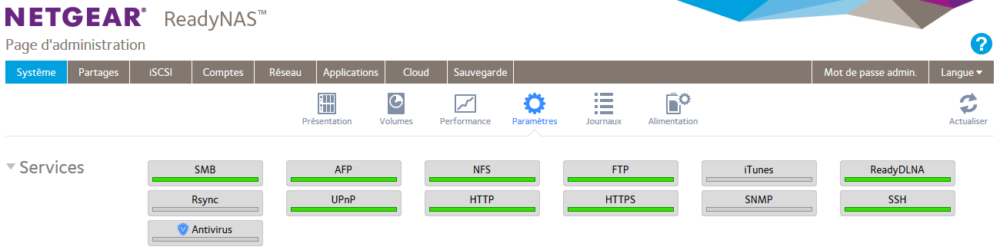 NETGEAR® ReadyNAS™
Page d'administration
?
Système Partages iSCSI Comptes Réseau Applications Cloud Sauvegarde Mot de passe admin. Langue
Présentation Volumes Performance Paramètres Journaux Alimentation Actualiser
Services
SMB AFP NFS FTP iTunes ReadyDLNA
Rsync UPnP HTTP HTTPS SNMP SSH
V Antivirus